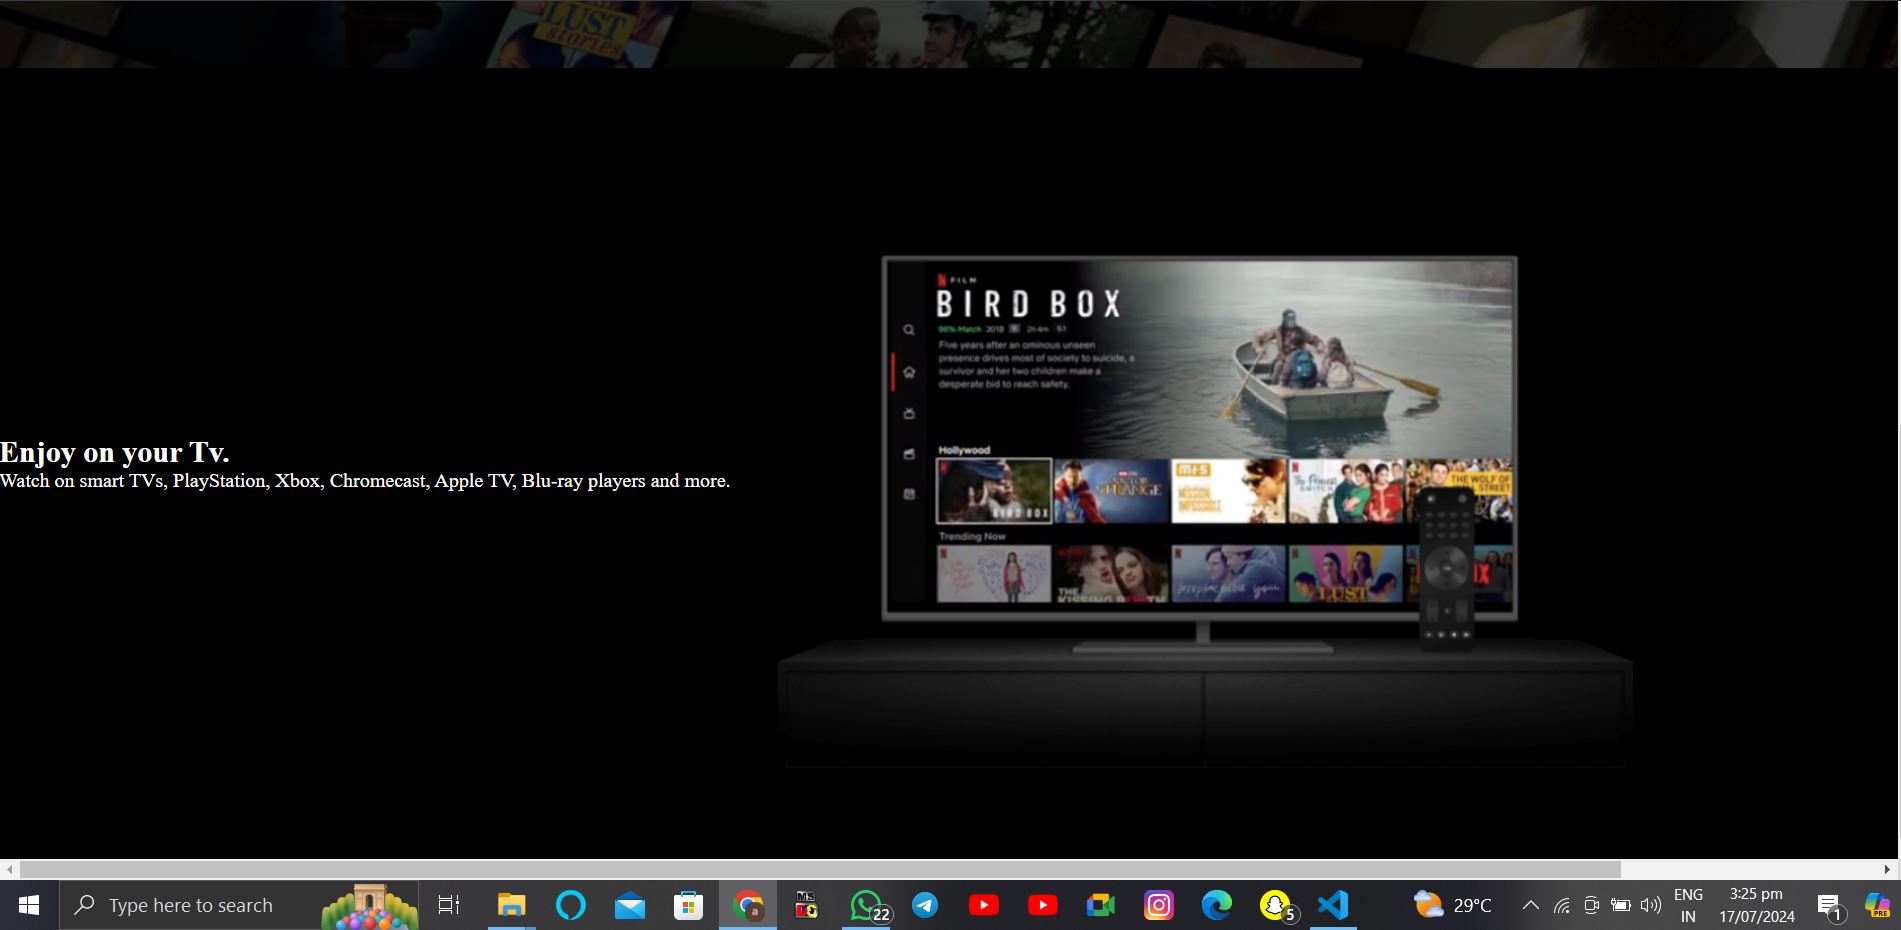 LUST
stories
FILM
BIRD BOX
98% Match 2018 2h 4m 5.1
Five years after an ominous unseen
presence drives most of society to suicide, a
survivor and her two children make a
desperate bid to reach safety.
Enjoy on your Tv.
Watch on smart TVs, PlayStation, Xbox, Chromecast, Apple TV, Blu-ray players and more.
Hollywood
BIRD BOX
DOCTOR STRANGE
M:I-5
MISSION IMPOSSIBLE
The Princess SWITCH
THE WOLF OF
STREET
Trending Now
THE
KISSING BOOTH
irreplaceable you
LUST
Type here to search
22
5
29°C
ENG
IN
3:25 pm
17/07/2024
1
PRE